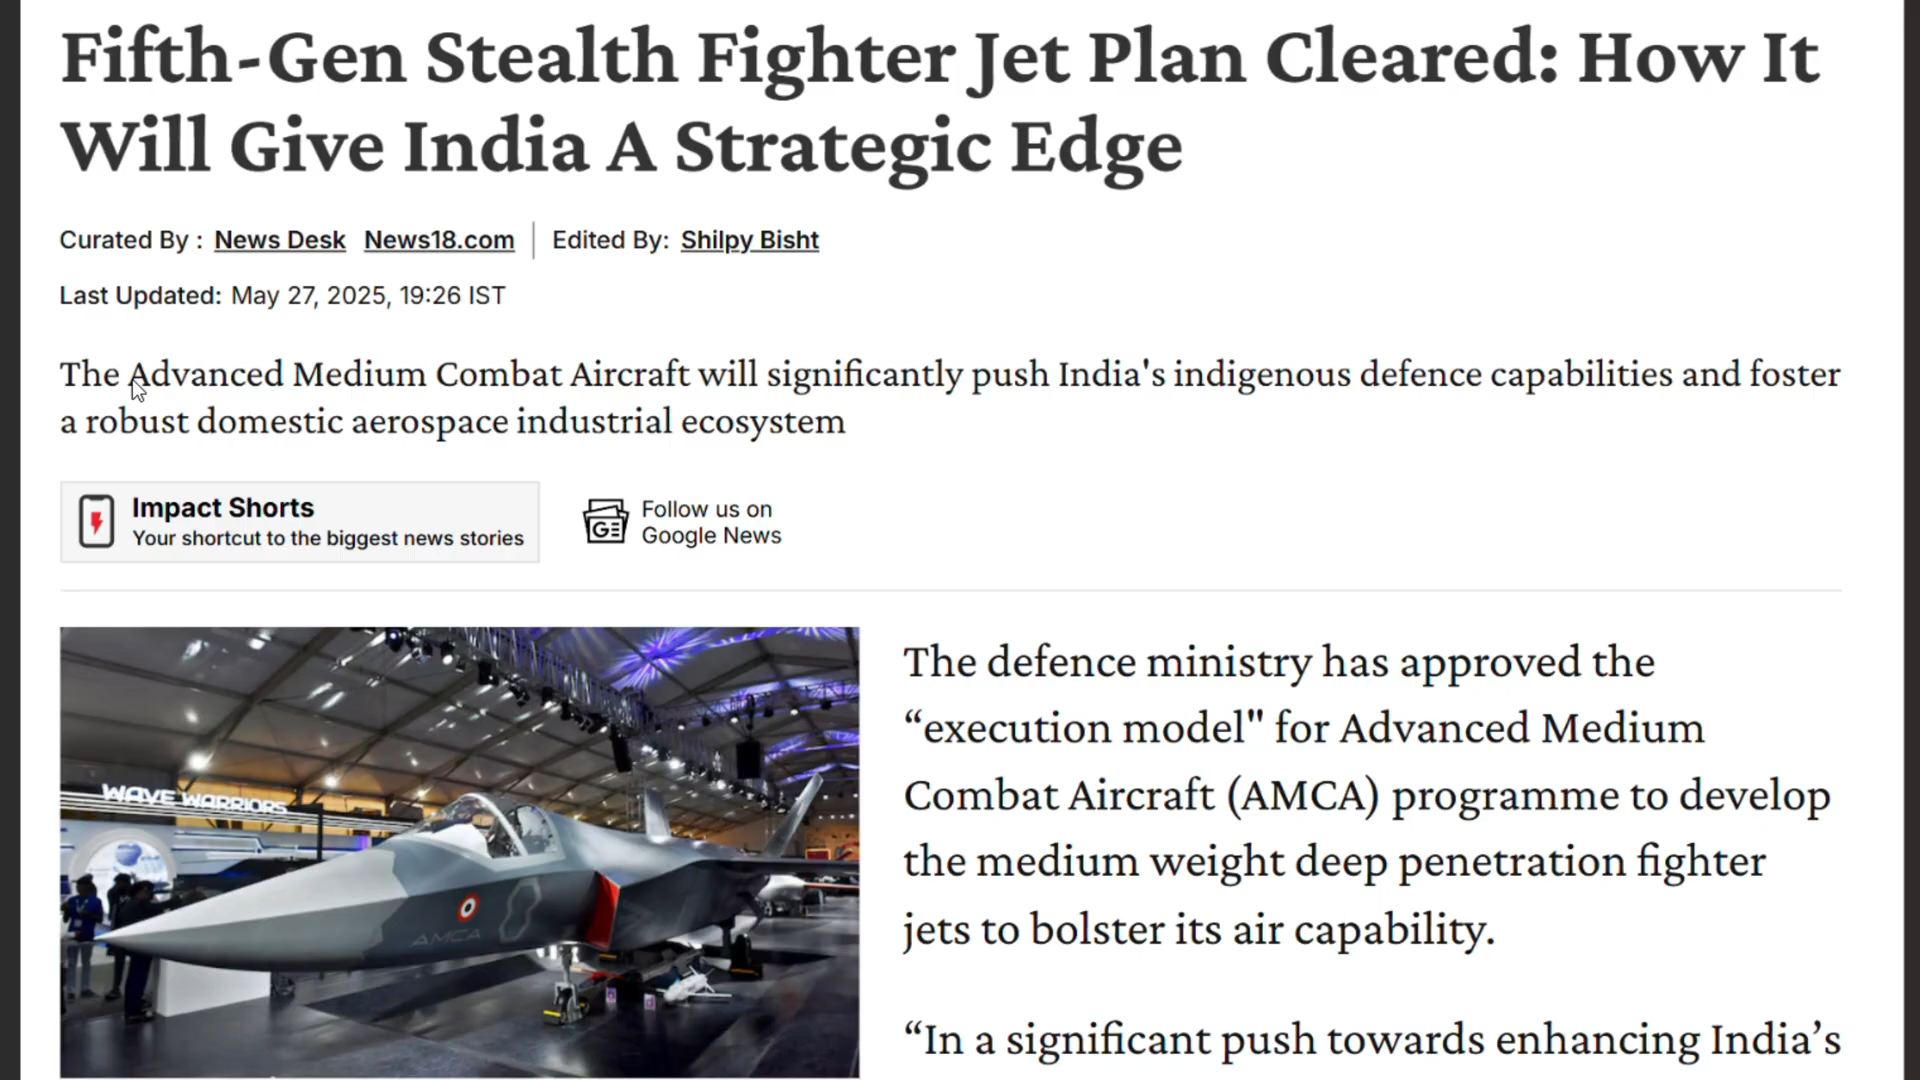 Fifth-Gen Stealth Fighter Jet Plan Cleared: How It
Will Give India A Strategic Edge
Curated By : News Desk News18.com Edited By: Shilpy Bisht
Last Updated: May 27, 2025, 19:26 IST
The Advanced Medium Combat Aircraft will significantly push India's indigenous defence capabilities and foster
a robust domestic aerospace industrial ecosystem
Impact Shorts
Your shortcut to the biggest news stories
GE
Follow us on
Google News
WAVE WARRIORS
AMCA
The defence ministry has approved the
“execution model" for Advanced Medium
Combat Aircraft (AMCA) programme to develop
the medium weight deep penetration fighter
jets to bolster its air capability.
“In a significant push towards enhancing India’s